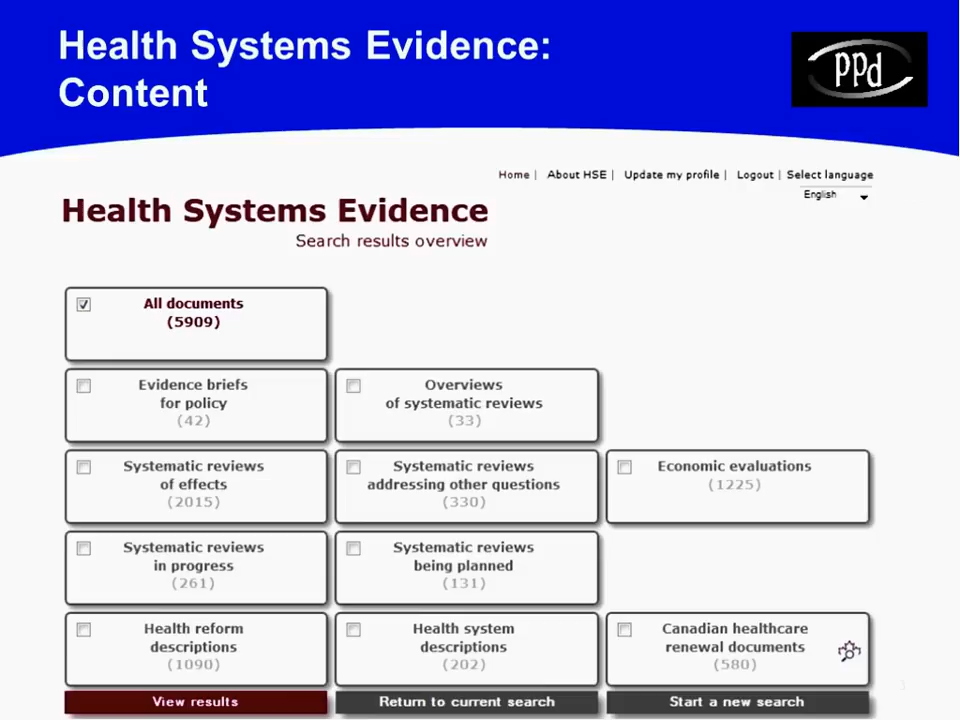 Health Systems Evidence:
Content
ppd
Home | About HSE | Update my profile | Logout | Select language
English
Health Systems Evidence
Search results overview
All documents
(5909)
Evidence briefs
for policy
(42)
Overviews
of systematic reviews
(33)
Systematic reviews
of effects
(2015)
Systematic reviews
addressing other questions
(330)
Economic evaluations
(1225)
Systematic reviews
in progress
(261)
Systematic reviews
being planned
(131)
Health reform
descriptions
(1090)
Health system
descriptions
(202)
Canadian healthcare
renewal documents
(580)
3
View results
Return to current search
Start a new search